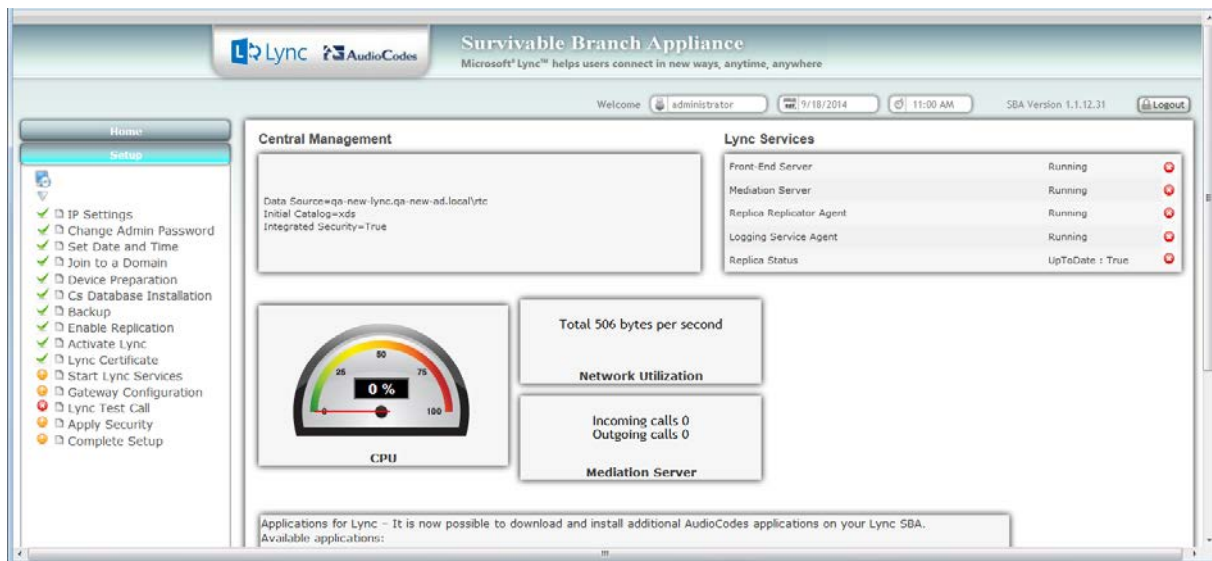 Lync AudioCodes
Survivable Branch Appliance
Microsoft® Lync™ helps users connect in new ways, anytime, anywhere
Welcome administrator 9/18/2014 11:00 AM SBA Version 1.1.12.31 Logout
Home
Setup
IP Settings
Change Admin Password
Set Date and Time
Join to a Domain
Device Preparation
Cs Database Installation
Backup
Enable Replication
Activate Lync
Lync Certificate
Start Lync Services
Gateway Configuration
Lync Test Call
Apply Security
Complete Setup
Central Management
Data Source=qa-new-lync.qa-new-ad.local\rtc
Initial Catalog=xds
Integrated Security=True
Lync Services
Front-End Server Running
Mediation Server Running
Replica Replicator Agent Running
Logging Service Agent Running
Replica Status UpToDate : True
0 25 50 75 100
0 %
CPU
Total 506 bytes per second
Network Utilization
Incoming calls 0
Outgoing calls 0
Mediation Server
Applications for Lync - It is now possible to download and install additional AudioCodes applications on your Lync SBA.
Available applications: